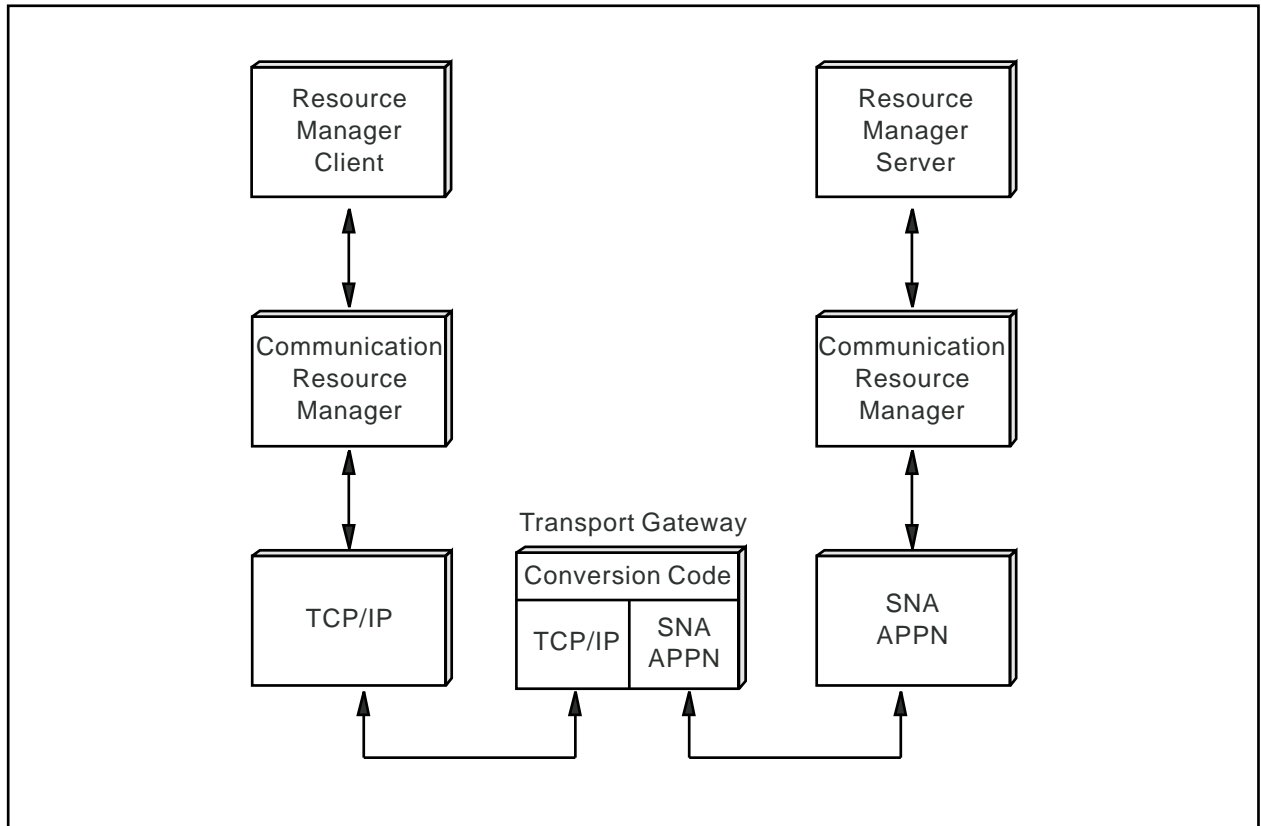 Resource
Manager
Client
Resource
Manager
Server
Communication
Resource
Manager
Communication
Resource
Manager
Transport Gateway
Conversion Code
TCP/IP
TCP/IP
SNA
APPN
SNA
APPN